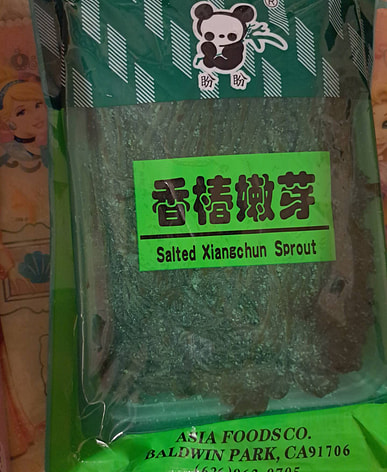 ®
盼盼
香椿嫩芽
Salted Xiangchun Sprout
ASIA FOODS CO.
BALDWIN PARK, CA91706